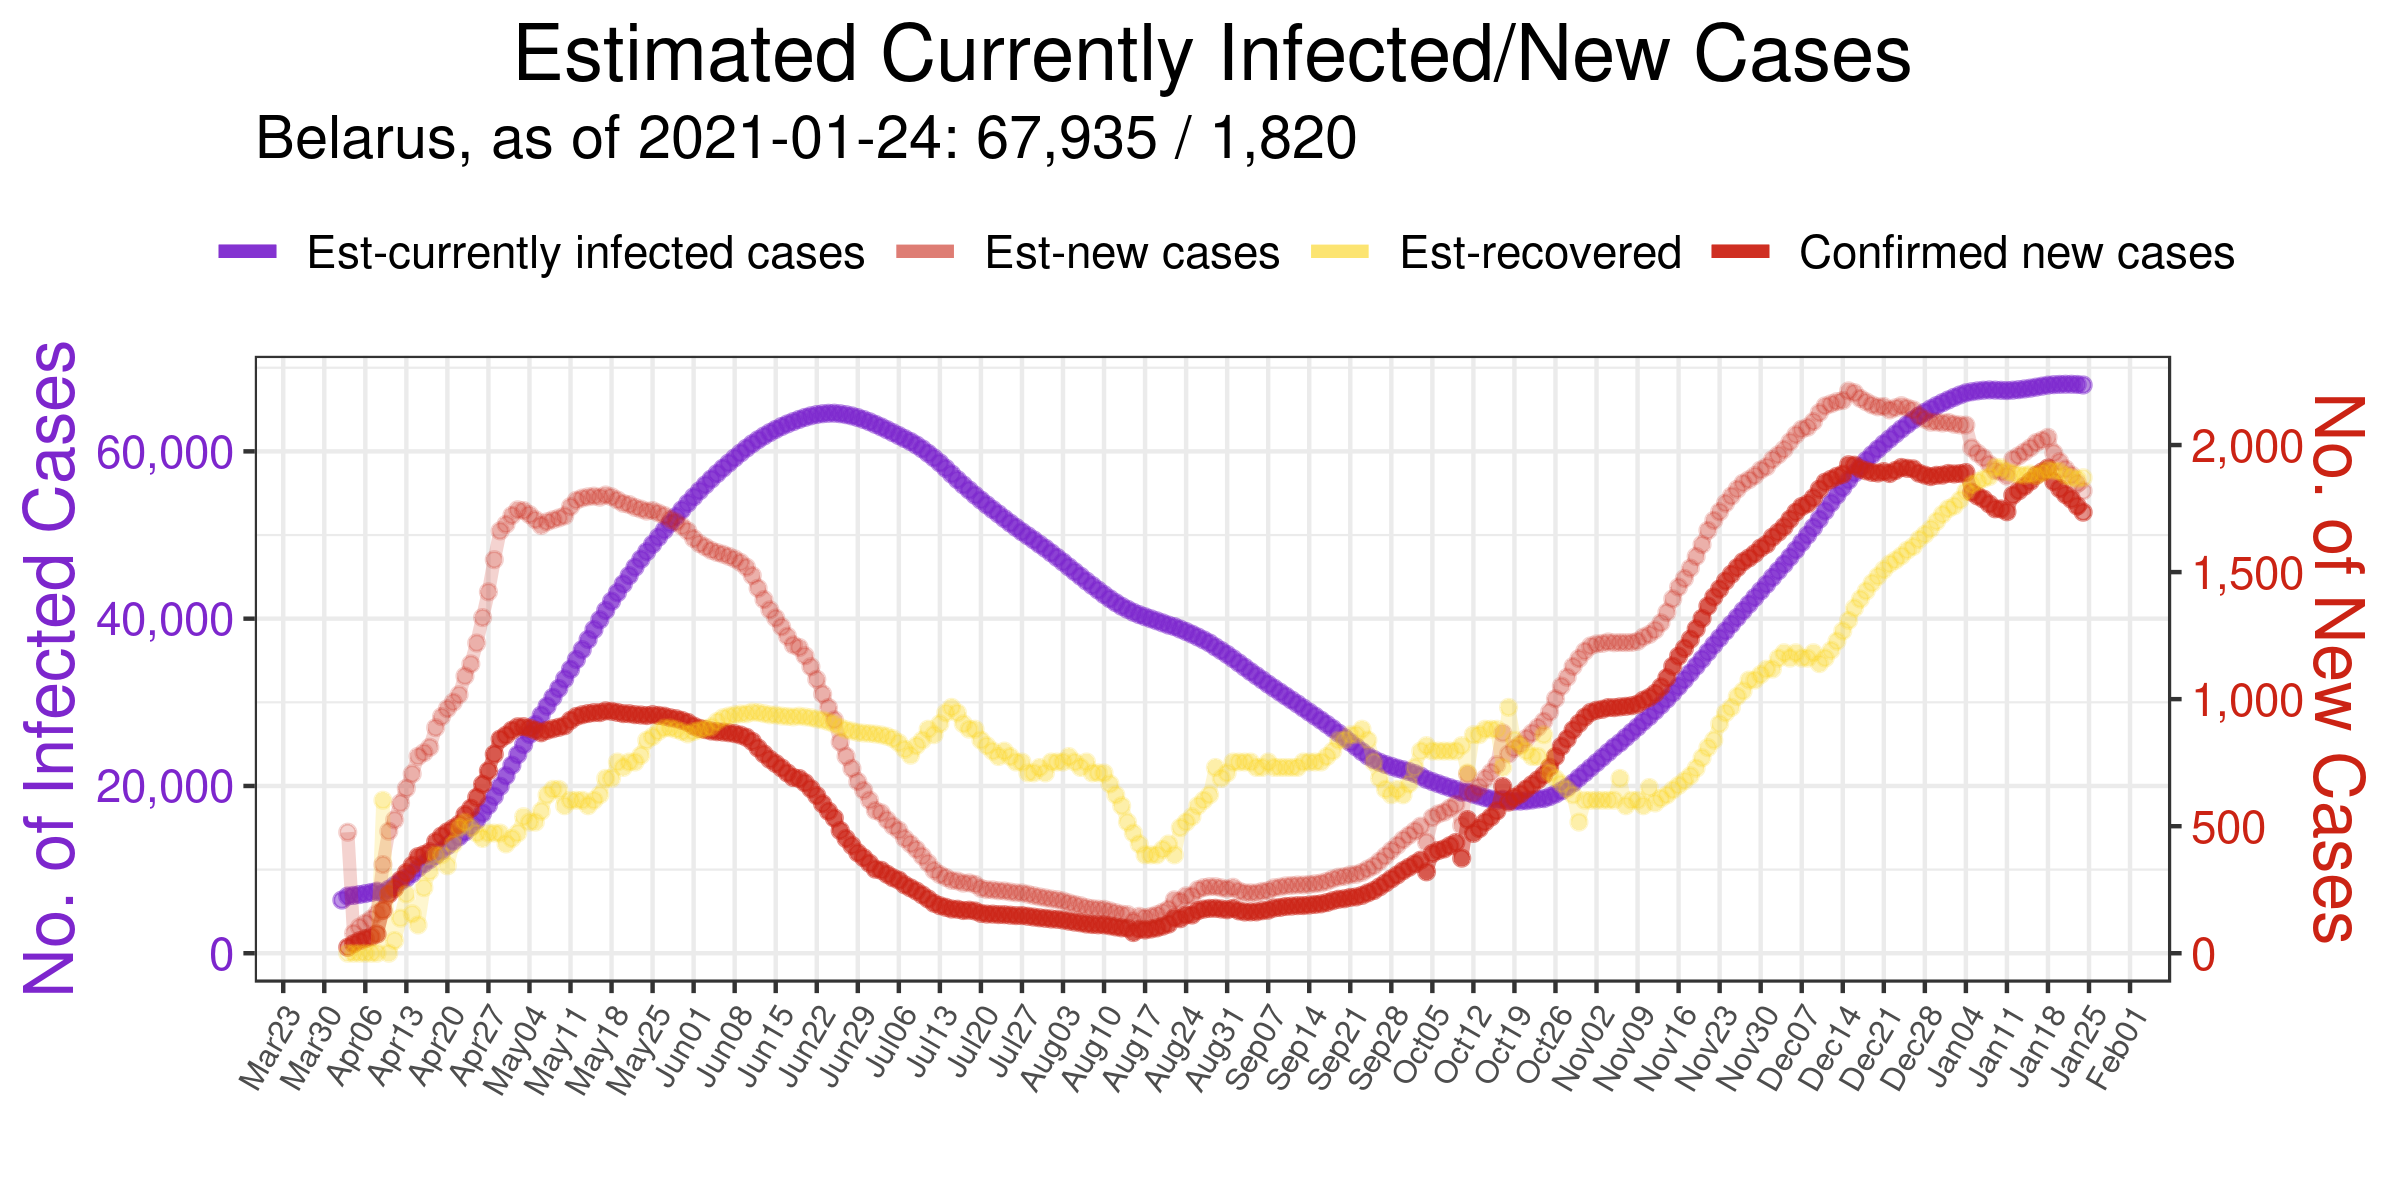 Estimated Currently Infected/New Cases
Belarus, as of 2021-01-24: 67,935 / 1,820
Est-currently infected cases Est-new cases Est-recovered Confirmed new cases
No. of Infected Cases
60,000
40,000
20,000
0
2,000
1,500
1,000
500
0
No. of New Cases
Mar23 Mar30 Apr06 Apr13 Apr20 Apr27 May04 May11 May18 May25 Jun01 Jun08 Jun15 Jun22 Jun29 Jul06 Jul13 Jul20 Jul27 Aug03 Aug10 Aug17 Aug24 Aug31 Sep07 Sep14 Sep21 Sep28 Oct05 Oct12 Oct19 Oct26 Nov02 Nov09 Nov16 Nov23 Nov30 Dec07 Dec14 Dec21 Dec28 Jan04 Jan11 Jan18 Jan25 Feb01